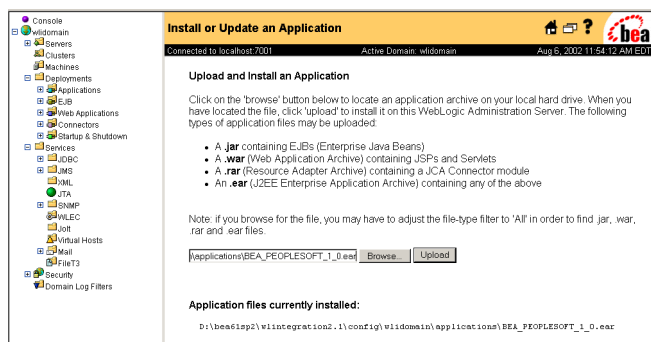 Console
wlidomain
Servers
Clusters
Machines
Deployments
Applications
EJB
Web Applications
Connectors
Startup & Shutdown
Services
JDBC
JMS
XML
JTA
SNMP
WLEC
Jolt
Virtual Hosts
Mail
FileT3
Security
Domain Log Filters
Install or Update an Application
?
bea
Connected to localhost:7001 Active Domain: wlidomain Aug 6, 2002 11:54:12 AM EDT
Upload and Install an Application
Click on the 'browse' button below to locate an application archive on your local hard drive. When you
have located the file, click 'upload' to install it on this WebLogic Administration Server. The following
types of application files may be uploaded:
• A .jar containing EJBs (Enterprise Java Beans)
• A .war (Web Application Archive) containing JSPs and Servlets
• A .rar (Resource Adapter Archive) containing a JCA Connector module
• An .ear (J2EE Enterprise Application Archive) containing any of the above
Note: if you browse for the file, you may have to adjust the file-type filter to 'All' in order to find .jar, .war,
.rar and .ear files.
\applications\BEA_PEOPLESOFT_1_0.ear Browse... Upload
Application files currently installed:
D:\bea61sp2\wlintegration2.1\config\wlidomain\applications\BEA_PEOPLESOFT_1_0.ear